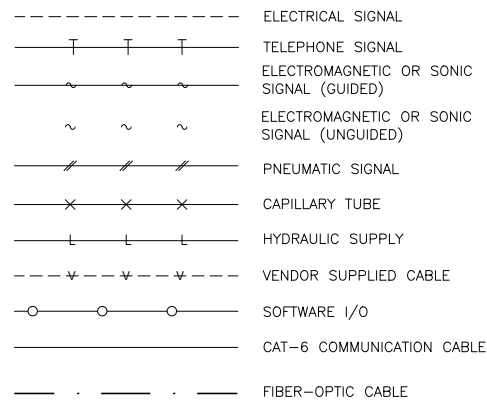 ELECTRICAL SIGNAL
T T T TELEPHONE SIGNAL
ELECTROMAGNETIC OR SONIC
SIGNAL (GUIDED)
ELECTROMAGNETIC OR SONIC
SIGNAL (UNGUIDED)
PNEUMATIC SIGNAL
CAPILLARY TUBE
L L L HYDRAULIC SUPPLY
V V V VENDOR SUPPLIED CABLE
SOFTWARE I/O
CAT-6 COMMUNICATION CABLE
FIBER-OPTIC CABLE